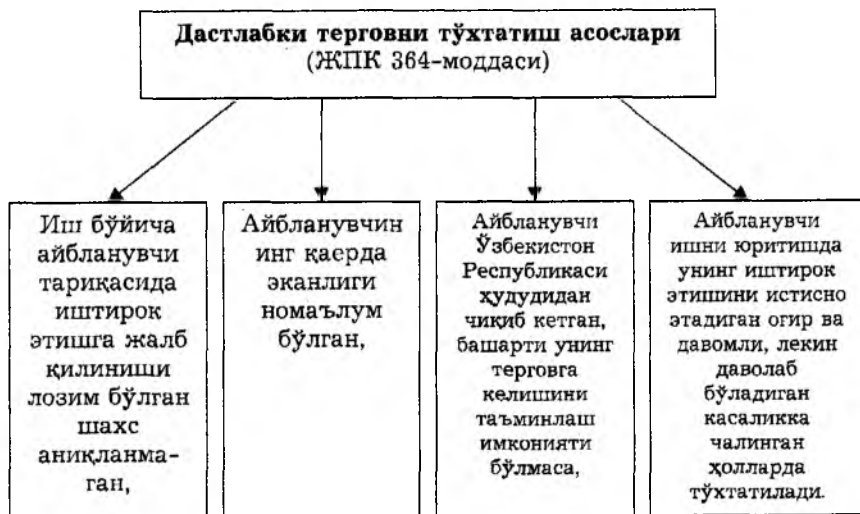 Дастлабки терговни тўхтатиш асослари
(ЖПК 364-моддаси)
Иш бўйича
айбланувчи
тариқасида
иштирок
этишга жалб
қилиниши
лозим бўлган
шахс
аниқланма-
ган,
Айбланувчин
инг қаерда
эканлиги
номаълум
бўлган,
Айбланувчи
Ўзбекистон
Республикаси
ҳудудидан
чиқиб кетган,
башарти унинг
терговга
келишини
таъминлаш
имконияти
бўлмаса,
Айбланувчи
ишни юритишда
унинг иштирок
этишини истисно
этадиган оғир ва
давомли, лекин
даволаб
бўладиган
касаликка
чалинган
ҳолларда
тўхтатилади.